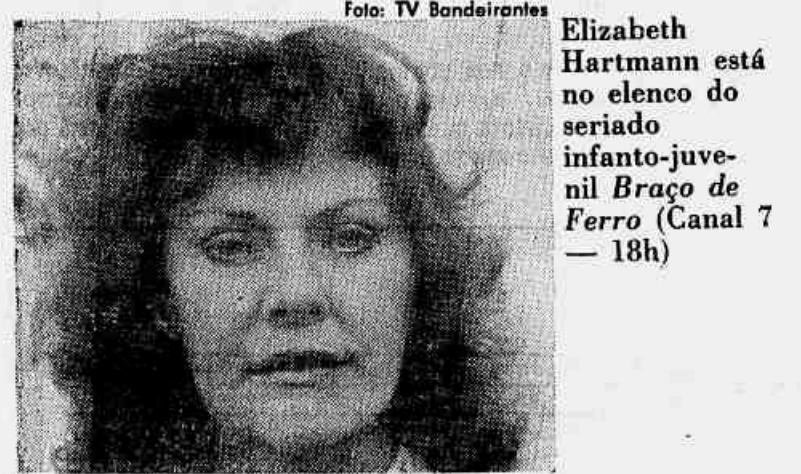 Foto: TV Bandeirantes
Elizabeth
Hartmann está
no elenco do
seriado
infanto-juve-
nil Braço de
Ferro (Canal 7
— 18h)